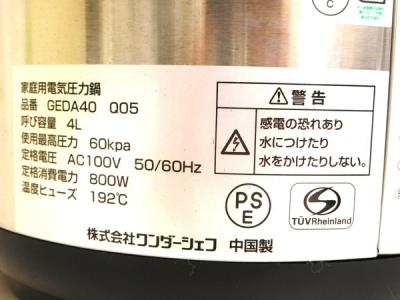 C
家庭用電気圧力鍋
品番 GEDA40 005
呼び容量 4L
使用最高圧力 60kpa
定格電圧 AC100V 50/60Hz
定格消費電力 800W
温度ヒューズ 192℃
警告
感電の恐れあり
水につけたり
水をかけたりしない。
PS
E
TÜVRheinland
株式会社ワンダーシェフ 中国製